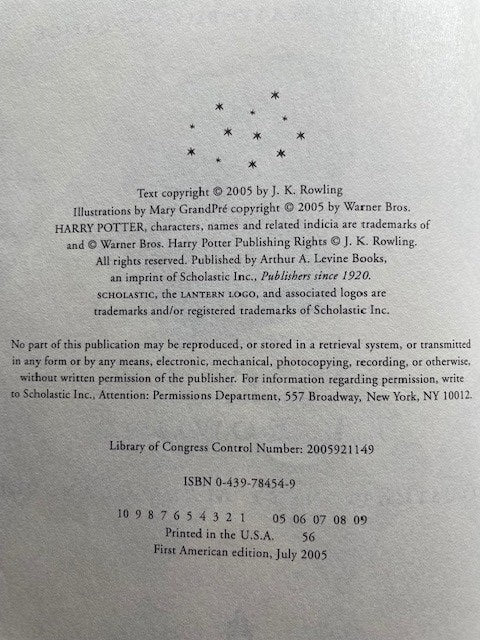 Text copyright © 2005 by J. K. Rowling
Illustrations by Mary GrandPré copyright © 2005 by Warner Bros.
HARRY POTTER, characters, names and related indicia are trademarks of
and © Warner Bros. Harry Potter Publishing Rights © J. K. Rowling.
All rights reserved. Published by Arthur A. Levine Books,
an imprint of Scholastic Inc., Publishers since 1920.
SCHOLASTIC, the LANTERN LOGO, and associated logos are
trademarks and/or registered trademarks of Scholastic Inc.
No part of this publication may be reproduced, or stored in a retrieval system, or transmitted
in any form or by any means, electronic, mechanical, photocopying, recording, or otherwise,
without written permission of the publisher. For information regarding permission, write
to Scholastic Inc., Attention: Permissions Department, 557 Broadway, New York, NY 10012.
Library of Congress Control Number: 2005921149
ISBN 0-439-78454-9
10 9 8 7 6 5 4 3 2 1 05 06 07 08 09
Printed in the U.S.A. 56
First American edition, July 2005